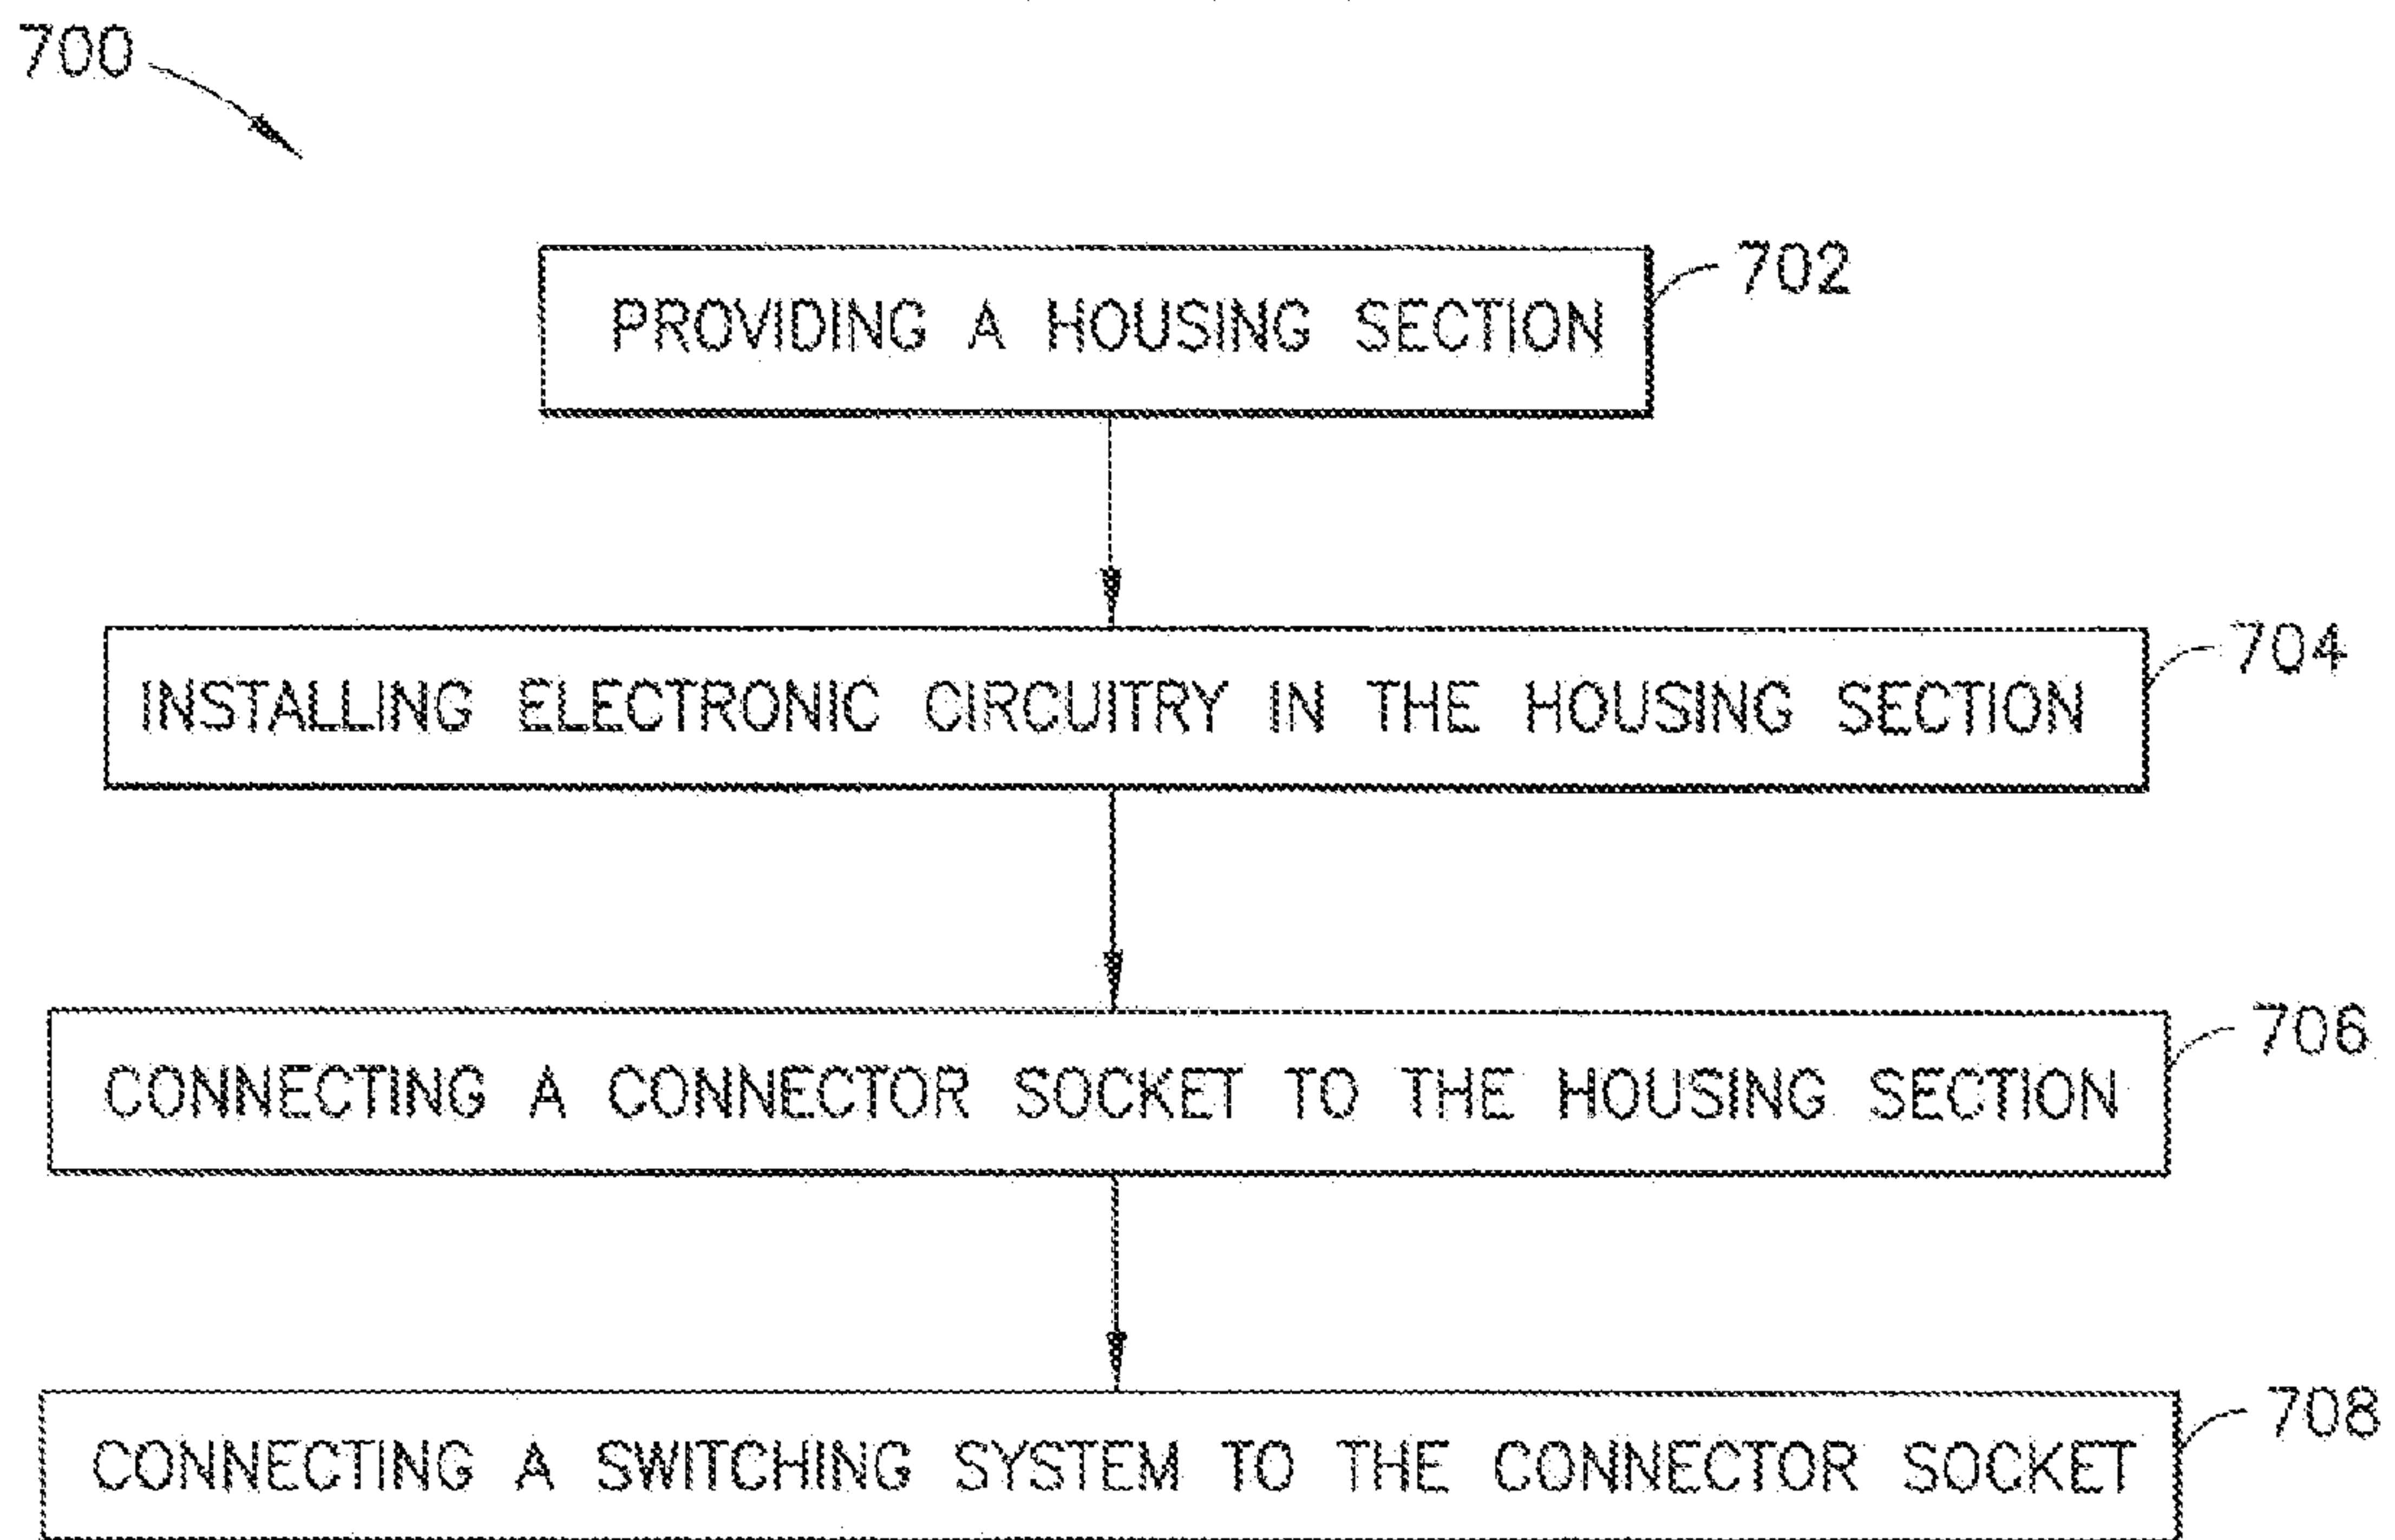 700
PROVIDING A HOUSING SECTION
702
INSTALLING ELECTRONIC CIRCUITRY IN THE HOUSING SECTION
704
CONNECTING A CONNECTOR SOCKET TO THE HOUSING SECTION
706
CONNECTING A SWITCHING SYSTEM TO THE CONNECTOR SOCKET
708